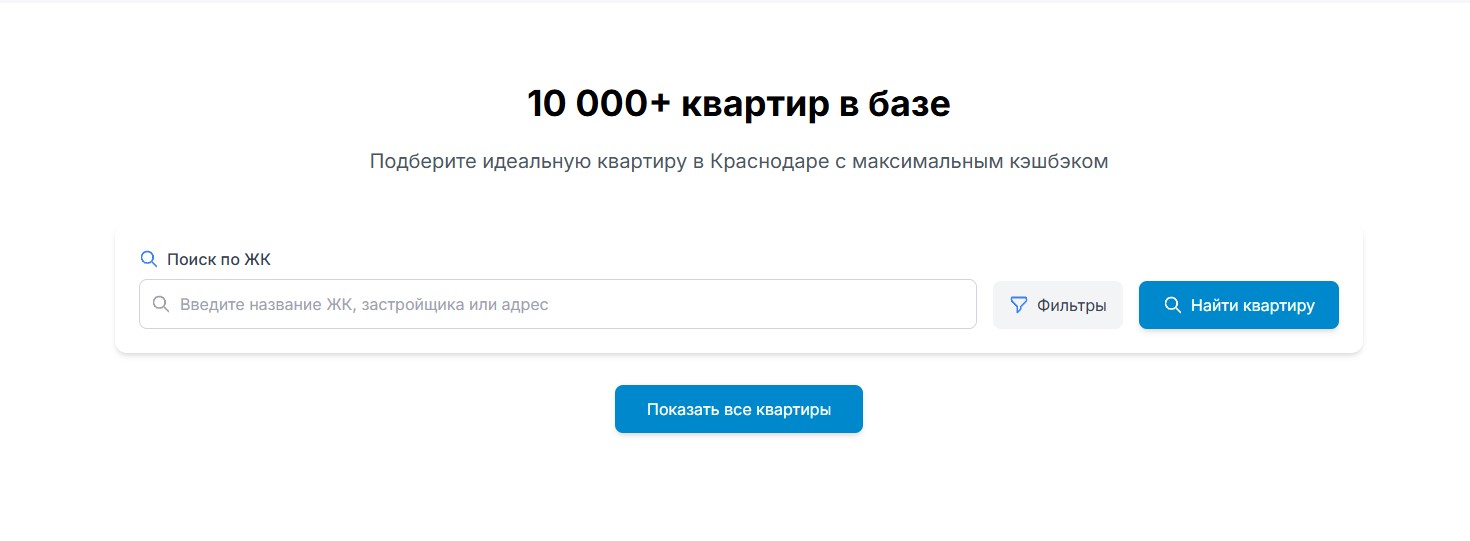 10 000+ квартир в базе
Подберите идеальную квартиру в Краснодаре с максимальным кэшбэком
Поиск по ЖК
Введите название ЖК, застройщика или адрес
Фильтры
Найти квартиру
Показать все квартиры